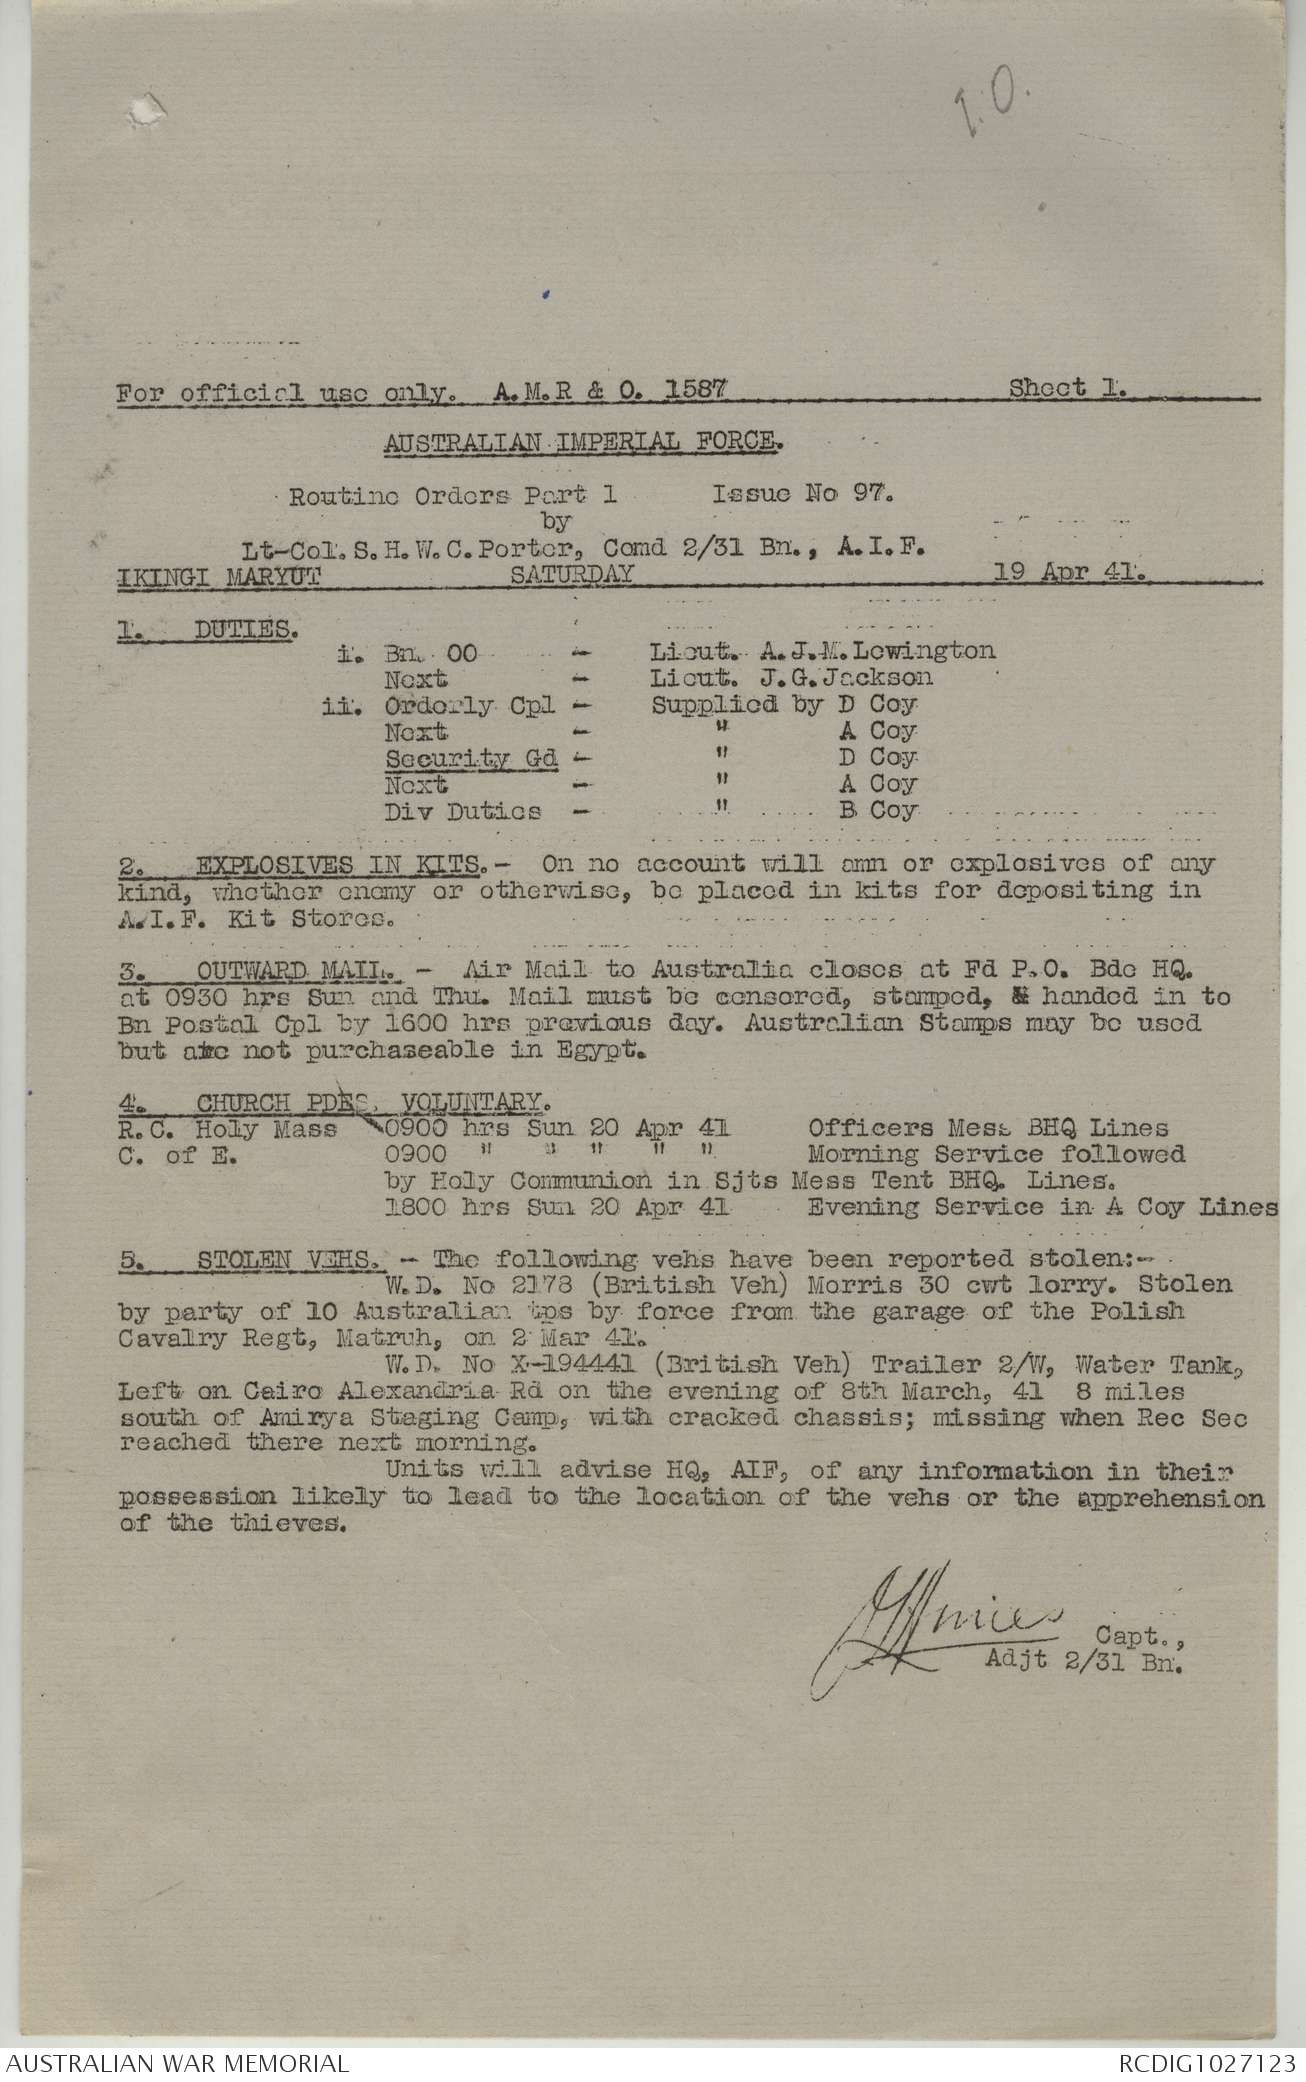 I.O.
For official use only. A.M.R & O. 1587 Sheet 1.
AUSTRALIAN IMPERIAL FORCE.
Routine Orders Part 1 Issue No 97.
by
Lt-Col.S.H.W.C.Porter, Comd 2/31 Bn., A.I.F.
IKINGI MARYUT SATURDAY 19 Apr 41.
1. DUTIES.
i. Bn. OO - Lieut. A.J.M.Lewington
Next - Lieut. J.G.Jackson
ii. Orderly Cpl - Supplied by D Coy
Next - " A Coy
Security Gd - " D Coy
Next - " A Coy
Div Duties - " B Coy
2. EXPLOSIVES IN KITS.- On no account will amn or explosives of any
kind, whether enemy or otherwise, be placed in kits for depositing in
A.I.F. Kit Stores.
3. OUTWARD MAIL. - Air Mail to Australia closes at Fd P.O. Bde HQ.
at 0930 hrs Sun and Thu. Mail must be censored, stamped, & handed in to
Bn Postal Cpl by 1600 hrs previous day. Australian Stamps may be used
but are not purchaseable in Egypt.
4. CHURCH PDES, VOLUNTARY.
R.C. Holy Mass 0900 hrs Sun 20 Apr 41 Officers Mess BHQ Lines
C. of E. 0900 " " " " " Morning Service followed
by Holy Communion in Sjts Mess Tent BHQ. Lines.
1800 hrs Sun 20 Apr 41 Evening Service in A Coy Lines
5. STOLEN VEHS. - The following vehs have been reported stolen:-
W.D. No 2178 (British Veh) Morris 30 cwt lorry. Stolen
by party of 10 Australian tps by force from the garage of the Polish
Cavalry Regt, Matruh, on 2 Mar 41.
W.D. No X-194441 (British Veh) Trailer 2/W, Water Tank,
Left on Cairo Alexandria Rd on the evening of 8th March, 41 8 miles
south of Amirya Staging Camp, with cracked chassis; missing when Rec Sec
reached there next morning.
Units will advise HQ, AIF, of any information in their
possession likely to lead to the location of the vehs or the apprehension
of the thieves.
Capt.,
Adjt 2/31 Bn.
AUSTRALIAN WAR MEMORIAL RCDIG1027123